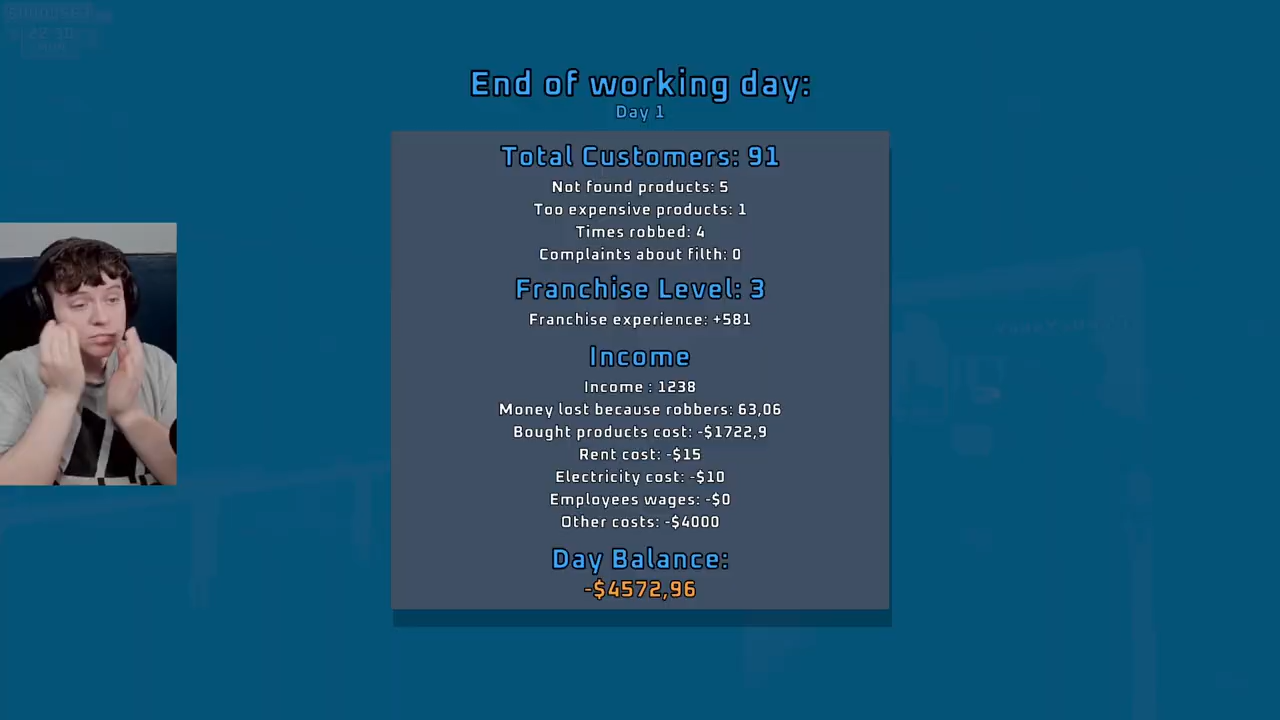 End of working day:
Day 1
Total Customers: 91
Not found products: 5
Too expensive products: 1
Times robbed: 4
Complaints about filth: 0
Franchise Level: 3
Franchise experience: +581
Income
Income : 1238
Money lost because robbers: 63,06
Bought products cost: -$1722,9
Rent cost: -$15
Electricity cost: -$10
Employees wages: -$0
Other costs: -$4000
Day Balance:
-$4572,96